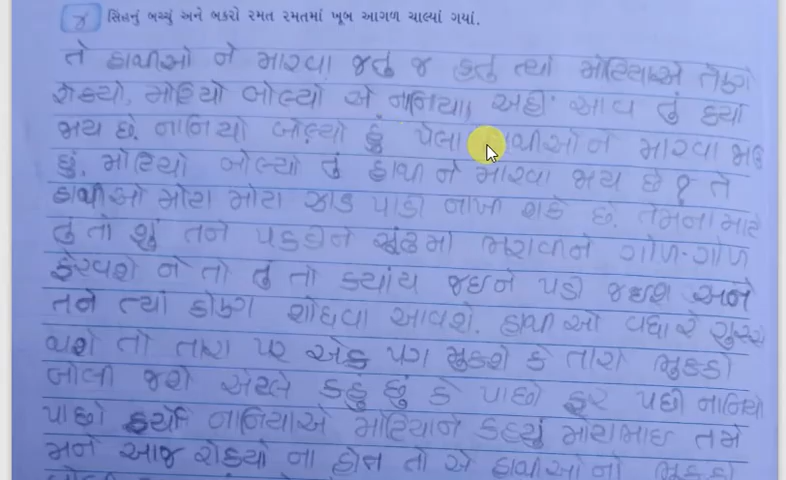 ૪ સિંહનું બચ્ચું અને બકરો રમત રમતમાં ખૂબ આગળ ચાલ્યાં ગયાં.
તે હાથીઓ ને મારવા જતું જ હતું ત્યાં મોટિયાએ તેણે
રોક્યો. મોટિયો બોલ્યો એ નાનિયા, અહીં આવ તું ક્યાં
જાય છે. નાનિયો બોલ્યો હું પેલા હાથીઓને મારવા જાઉ
છું. મોટિયો બોલ્યો તું હાથી ને મારવા જાય છે ? તે
હાથીઓ મોટા મોટા ઝાડ પાડી નાખી શકે છે. તેમના માટે
તું તો શું તને પકડીને સૂંઢમાં ભરાવીને ગોળ-ગોળ
ફેરવશે ને તો તું તો ક્યાંય જઇને પડી જઇશ અને
તને ત્યાં કોણ શોધવા આવશે. હાથીઓ વધારે ગુસ્સે
થશે તો તારા પર એક પગ મુકશે કે તારો ભુક્કો
બોલી જશે એટલે કહું છું કે પાછો ફર પછી નાનિયો
પાછો ફર્યો નાનિયાએ મોટિયાને કહ્યું મારાભાઇ તમે
મને આજ રોક્યો ના હોત તો એ હાથીઓનો ભુક્કો